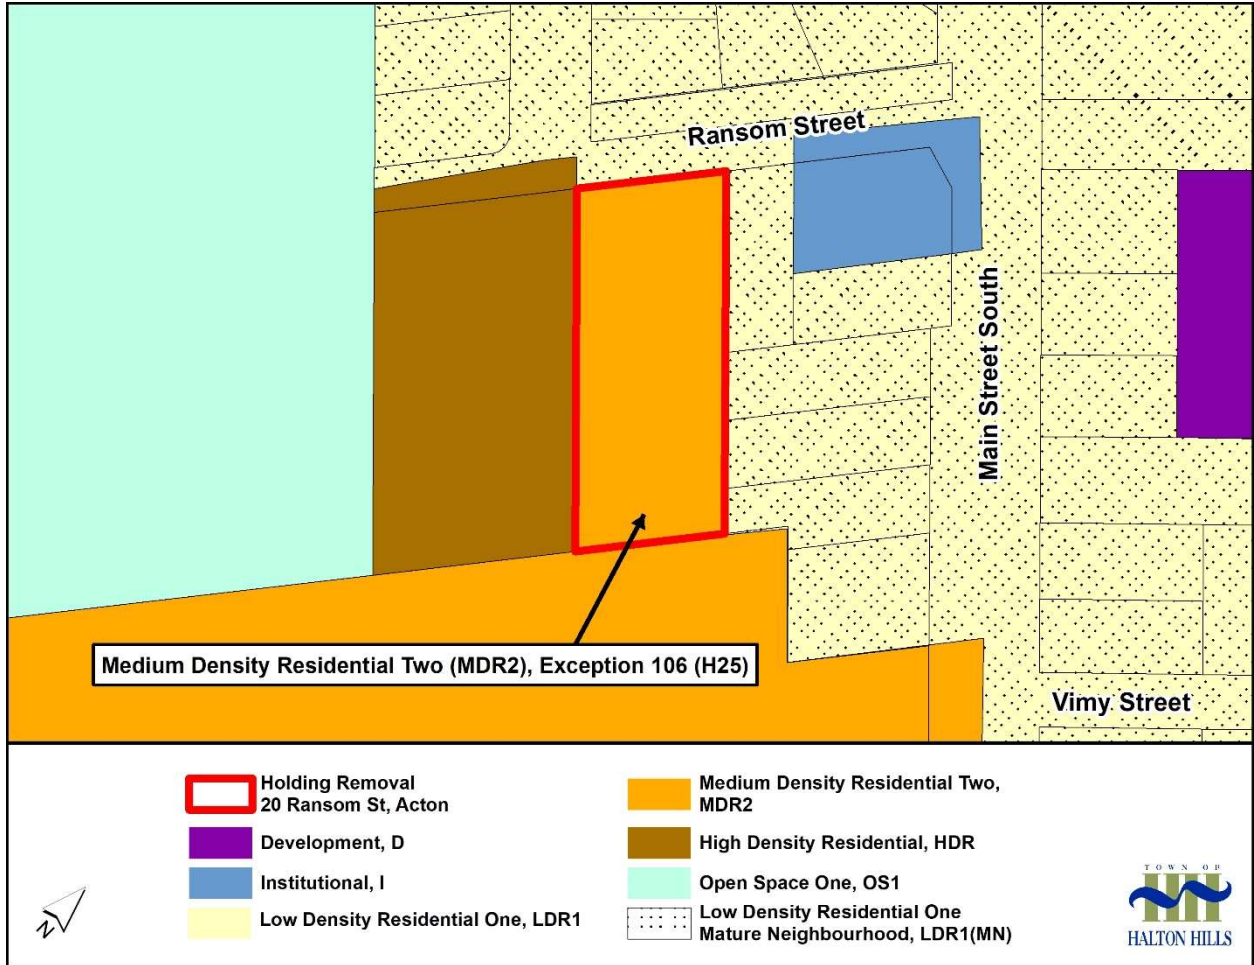 Ransom Street
Main Street South
Medium Density Residential Two (MDR2), Exception 106 (H25)
Vimy Street
Holding Removal
20 Ransom St, Acton
Development, D
Institutional, I
Low Density Residential One, LDR1
Medium Density Residential Two,
MDR2
High Density Residential, HDR
Open Space One, OS1
Low Density Residential One
Mature Neighbourhood, LDR1(MN)
N
TOWN OF
HALTON HILLS